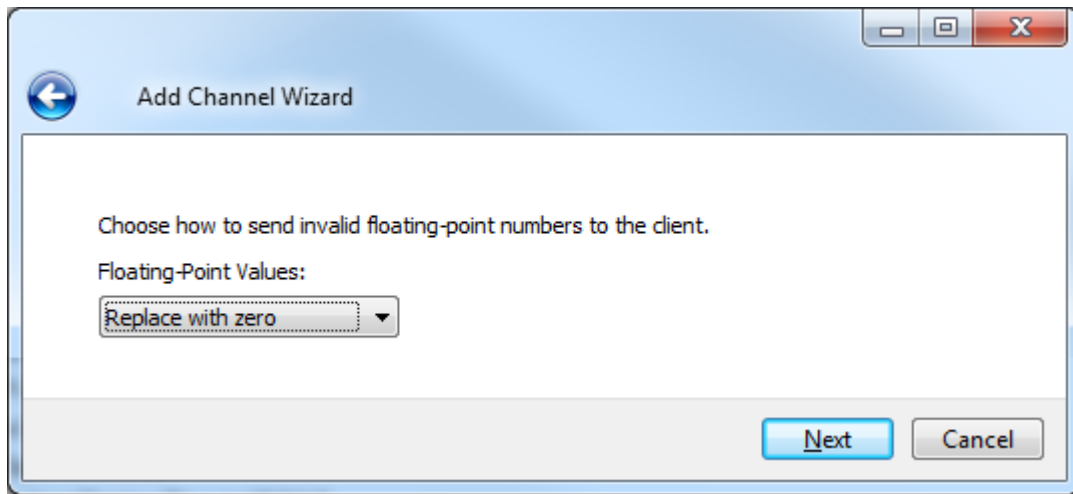 Add Channel Wizard
Choose how to send invalid floating-point numbers to the client.
Floating-Point Values:
Replace with zero
Next Cancel